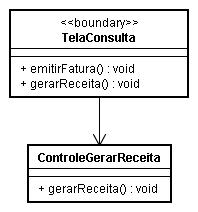 <<boundary>>
TelaConsulta
+ emitirFatura() : void
+ gerarReceita() : void
ControleGerarReceita
+ gerarReceita() : void